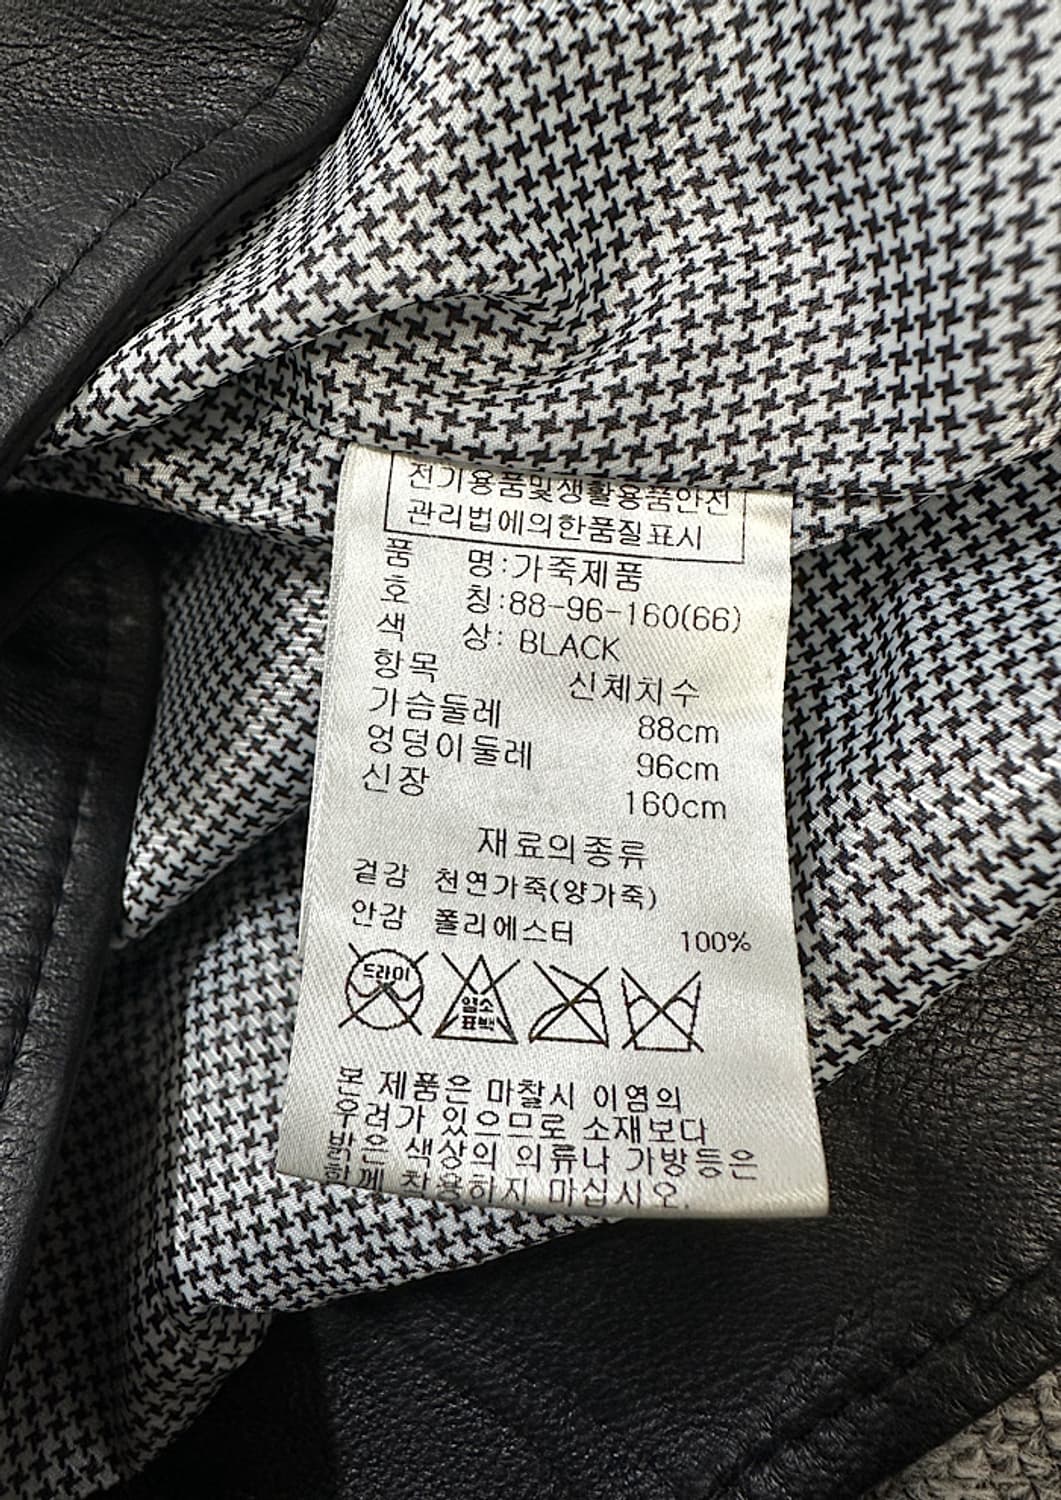 전기용품및생활용품안전
관리법에의한품질표시
품 명:가죽제품
호 칭:88-96-160(66)
색 상: BLACK
항목 신체치수
가슴둘레 88cm
엉덩이둘레 96cm
신장 160cm
재료의종류
겉감 천연가죽(양가죽)
안감 폴리에스터 100%
드라이
염소
표백
본 제품은 마찰시 이염의
우려가 있으므로 소재보다
밝은 색상의 의류나 가방등은
함께 착용하지 마십시오.